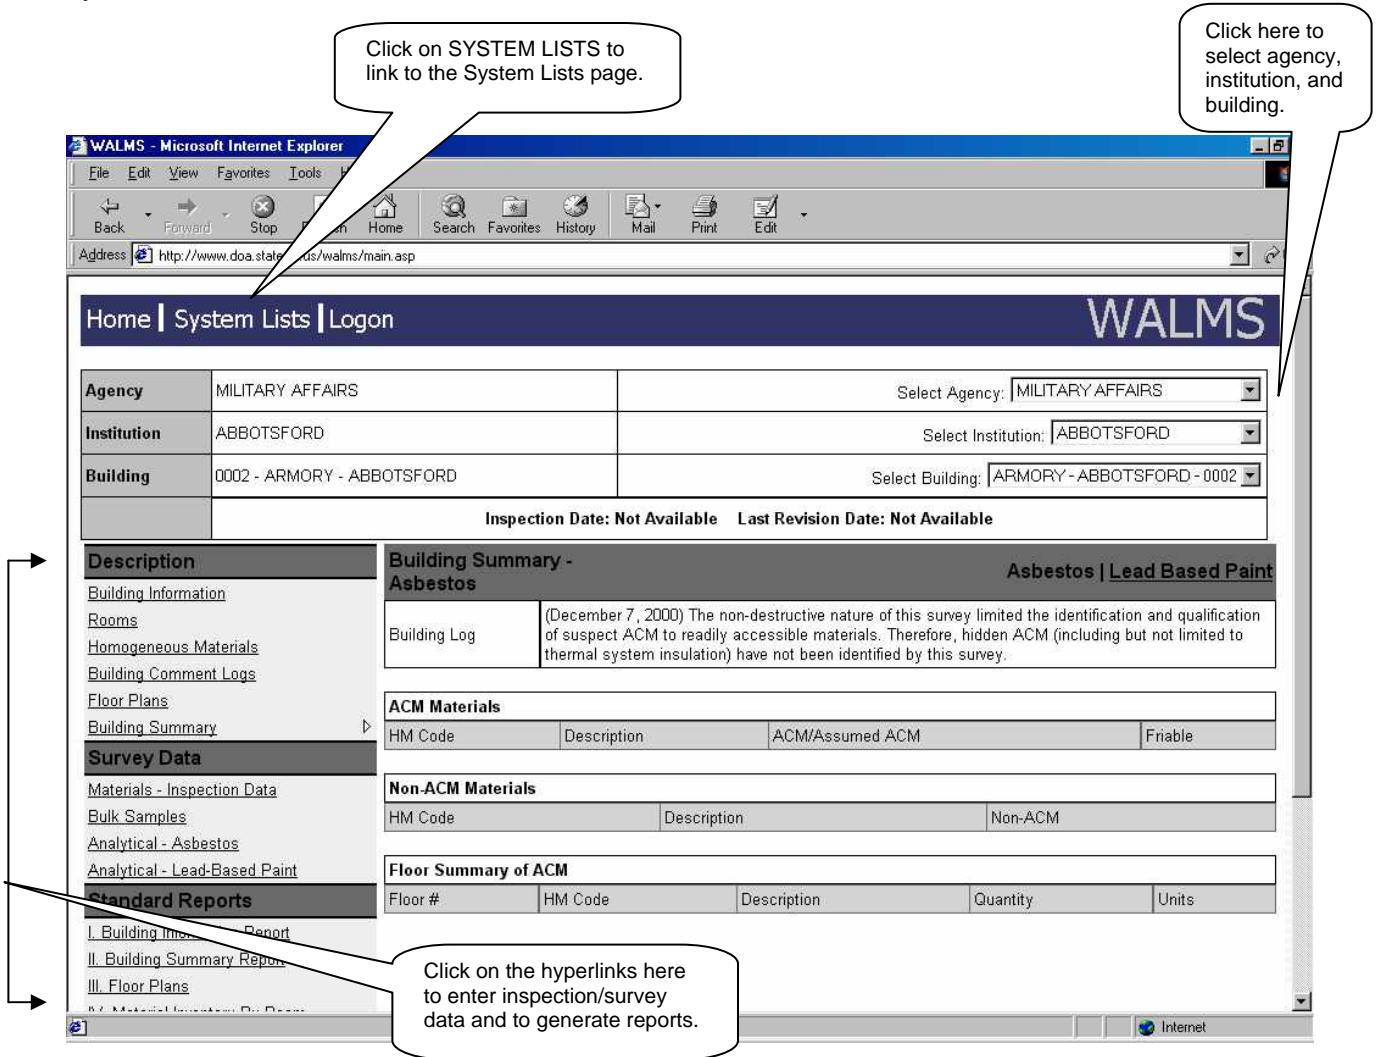 Click on SYSTEM LISTS to
link to the System Lists page.
Click here to
select agency,
institution, and
building.
WALMS - Microsoft Internet Explorer
File Edit View Favorites Tools
Back Forward Stop Home Search Favorites History Mail Print Edit
Address http://www.doa.state us/walms/main.asp
Home | System Lists | Logon
WALMS
Agency MILITARY AFFAIRS Select Agency: MILITARY AFFAIRS
Institution ABBOTSFORD Select Institution: ABBOTSFORD
Building 0002 - ARMORY - ABBOTSFORD Select Building: ARMORY - ABBOTSFORD - 0002
Inspection Date: Not Available Last Revision Date: Not Available
Description
Building Information
Rooms
Homogeneous Materials
Building Comment Logs
Floor Plans
Building Summary
Survey Data
Materials - Inspection Data
Bulk Samples
Analytical - Asbestos
Analytical - Lead-Based Paint
Standard Reports
I. Building Information Report
II. Building Summary Report
III. Floor Plans
IV. Material Inventory By Room
Building Summary -
Asbestos
Asbestos | Lead Based Paint
Building Log
(December 7, 2000) The non-destructive nature of this survey limited the identification and qualification
of suspect ACM to readily accessible materials. Therefore, hidden ACM (including but not limited to
thermal system insulation) have not been identified by this survey.
ACM Materials
HM Code Description ACM/Assumed ACM Friable
Non-ACM Materials
HM Code Description Non-ACM
Floor Summary of ACM
Floor # HM Code Description Quantity Units
Click on the hyperlinks here
to enter inspection/survey
data and to generate reports.
Internet